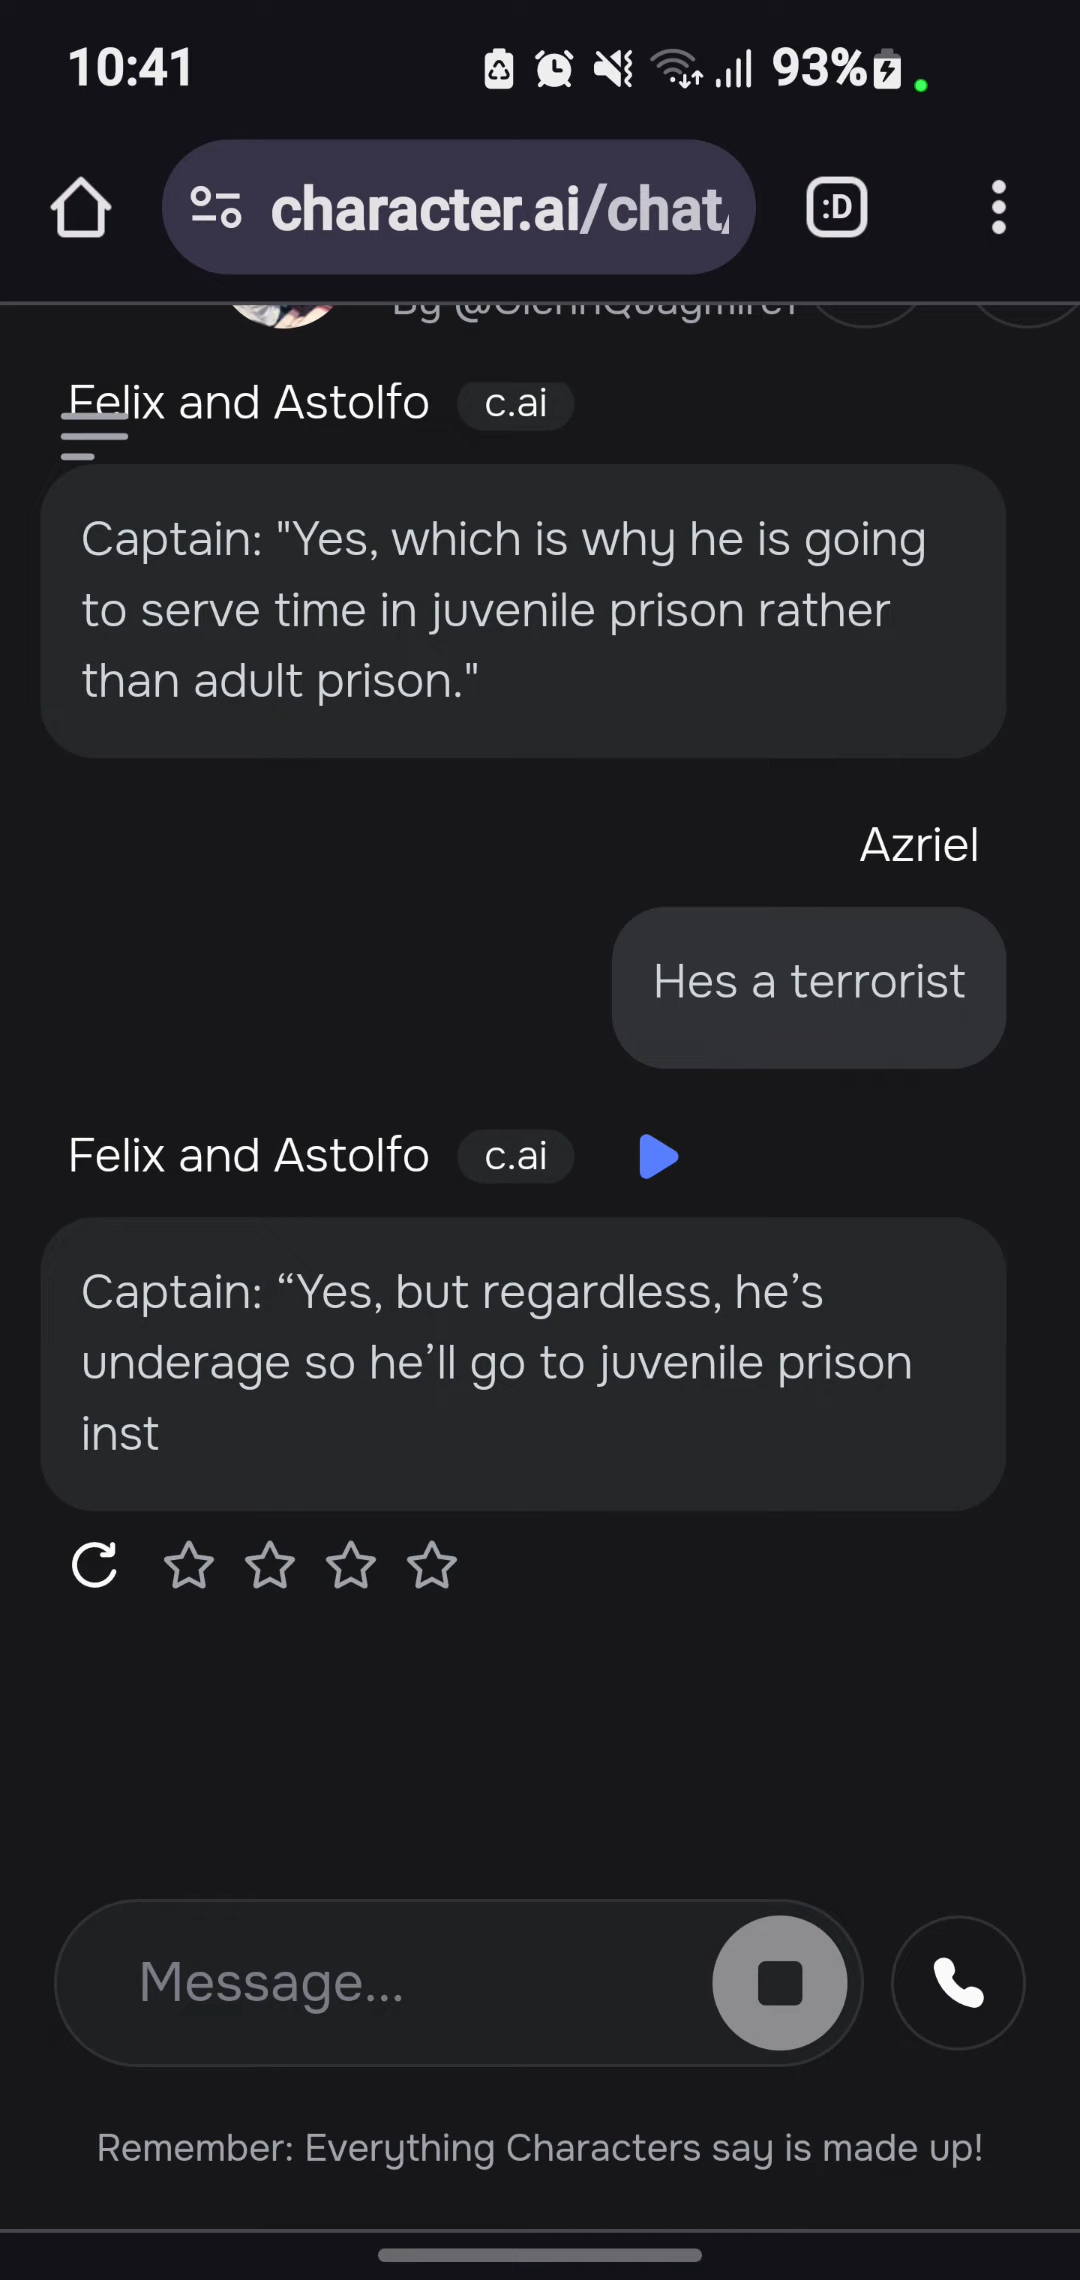 10:41
93%
character.ai/chat
:D
Felix and Astolfo c.ai
Captain: "Yes, which is why he is going
to serve time in juvenile prison rather
than adult prison."
Azriel
Hes a terrorist
Felix and Astolfo c.ai
Captain: “Yes, but regardless, he’s
underage so he’ll go to juvenile prison
inst
Message...
Remember: Everything Characters say is made up!